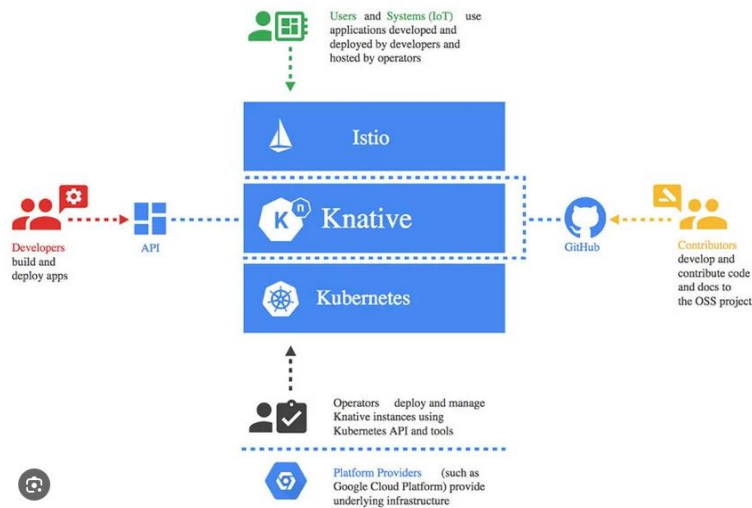 Users and Systems (IoT) use
applications developed and
deployed by developers and
hosted by operators
Istio
K n Knative
Kubernetes
Developers
build and
deploy apps
API
GitHub
Contributors
develop and
contribute code
and docs to
the OSS project
Operators deploy and manage
Knative instances using
Kubernetes API and tools
Platform Providers (such as
Google Cloud Platform) provide
underlying infrastructure